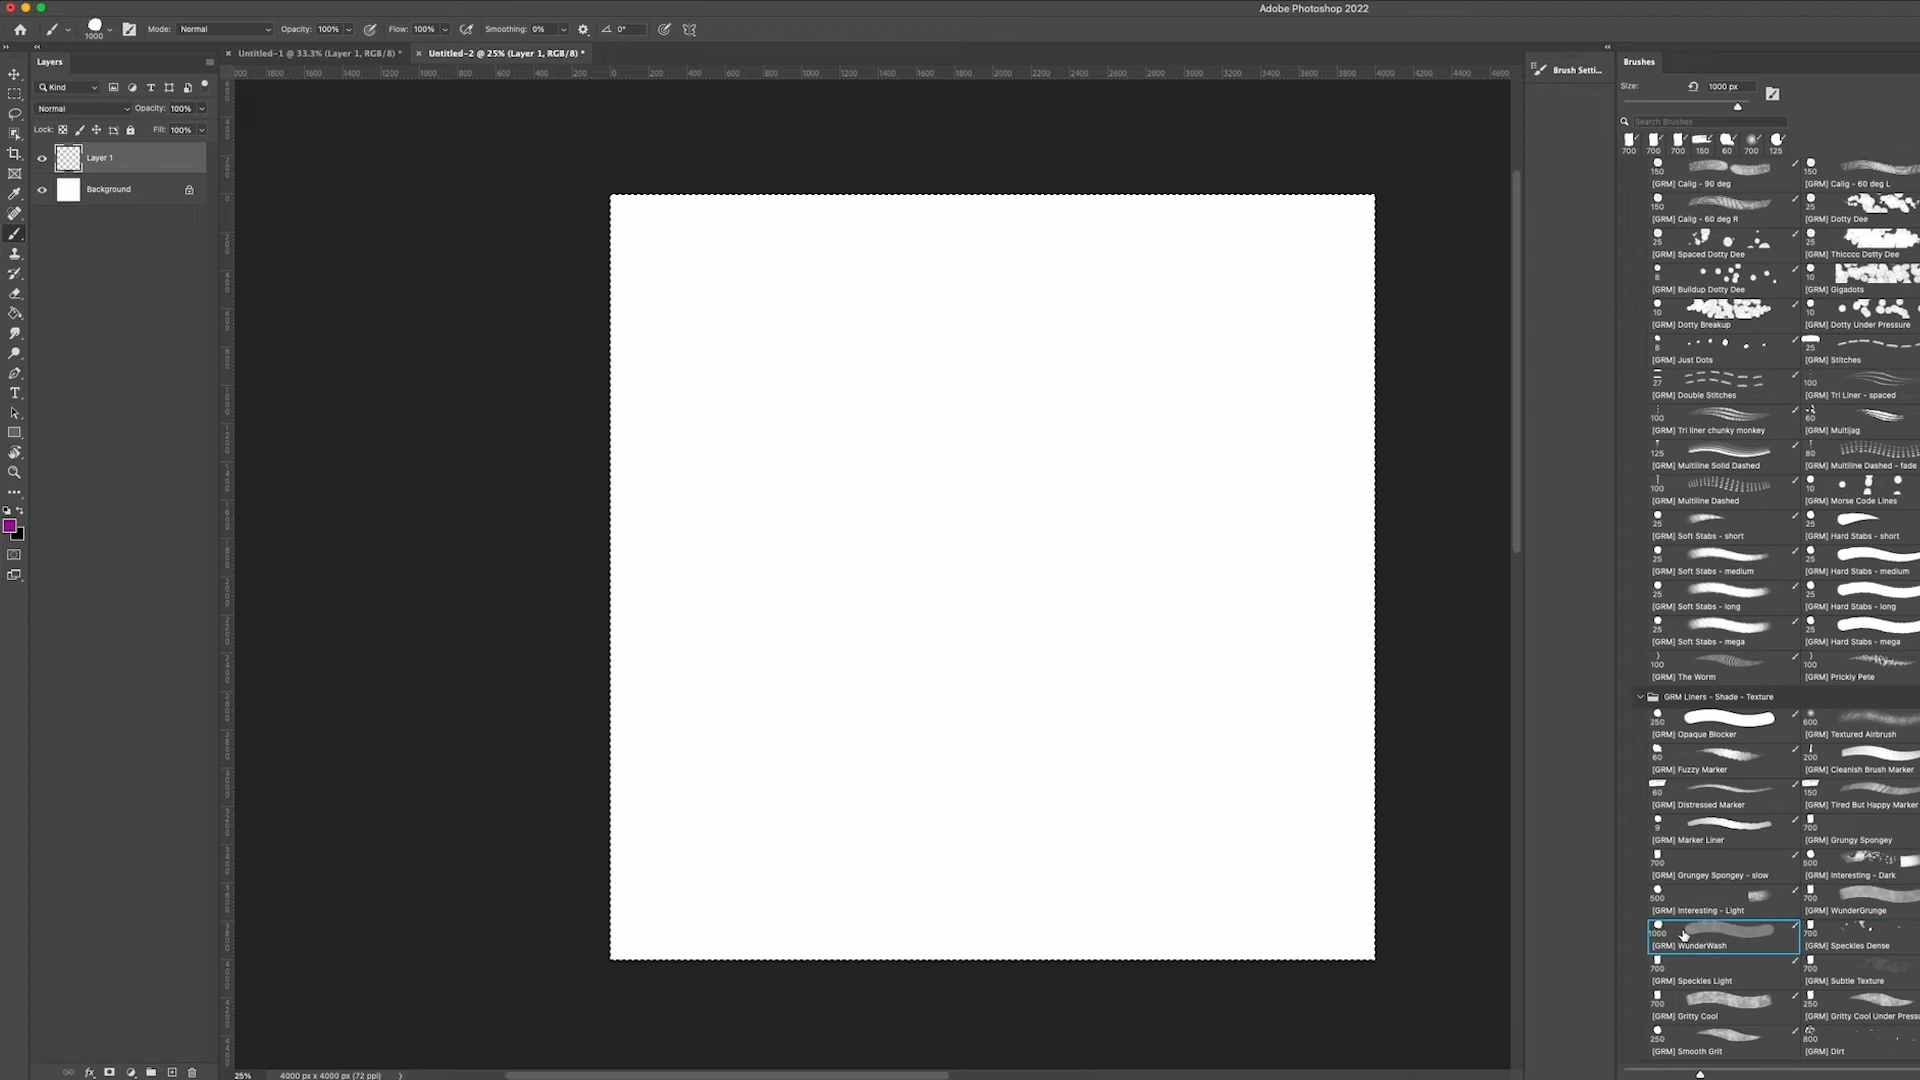 Adobe Photoshop 2022
1000
Mode: Normal
Opacity: 100%
Flow: 100%
Smoothing: 0%
0°
Untitled-1 @ 33.3% (Layer 1, RGB/8) *
Untitled-2 @ 25% (Layer 1, RGB/8) *
Layers
Kind
Normal
Opacity: 100%
Lock:
Fill: 100%
Layer 1
Background
Brush Setti...
Brushes
Size:
1000 px
Search Brushes
700 700 700 150 60 700 125
150 [GRM] Calig - 90 deg
150 [GRM] Calig - 60 deg L
150 [GRM] Calig - 60 deg R
25 [GRM] Dotty Dee
25 [GRM] Spaced Dotty Dee
25 [GRM] Thicccc Dotty Dee
8 [GRM] Buildup Dotty Dee
10 [GRM] Gigadots
10 [GRM] Dotty Breakup
10 [GRM] Dotty Under Pressure
8 [GRM] Just Dots
25 [GRM] Stitches
27 [GRM] Double Stitches
100 [GRM] Tri Liner - spaced
100 [GRM] Tri liner chunky monkey
60 [GRM] Multijag
125 [GRM] Multiline Solid Dashed
80 [GRM] Multiline Dashed - fade
100 [GRM] Multiline Dashed
10 [GRM] Morse Code Lines
25 [GRM] Soft Stabs - short
25 [GRM] Hard Stabs - short
25 [GRM] Soft Stabs - medium
25 [GRM] Hard Stabs - medium
25 [GRM] Soft Stabs - long
25 [GRM] Hard Stabs - long
25 [GRM] Soft Stabs - mega
25 [GRM] Hard Stabs - mega
100 [GRM] The Worm
100 [GRM] Prickly Pete
GRM Liners - Shade - Texture
250 [GRM] Opaque Blocker
600 [GRM] Textured Airbrush
60 [GRM] Fuzzy Marker
200 [GRM] Cleanish Brush Marker
60 [GRM] Distressed Marker
150 [GRM] Tired But Happy Marker
9 [GRM] Marker Liner
700 [GRM] Grungy Spongey
700 [GRM] Grungey Spongey - slow
500 [GRM] Interesting - Dark
500 [GRM] Interesting - Light
700 [GRM] WunderGrunge
1000 [GRM] WunderWash
700 [GRM] Speckles Dense
700 [GRM] Speckles Light
700 [GRM] Subtle Texture
700 [GRM] Gritty Cool
250 [GRM] Gritty Cool Under Pressu
250 [GRM] Smooth Grit
800 [GRM] Dirt
25%
4000 px x 4000 px (72 ppi)